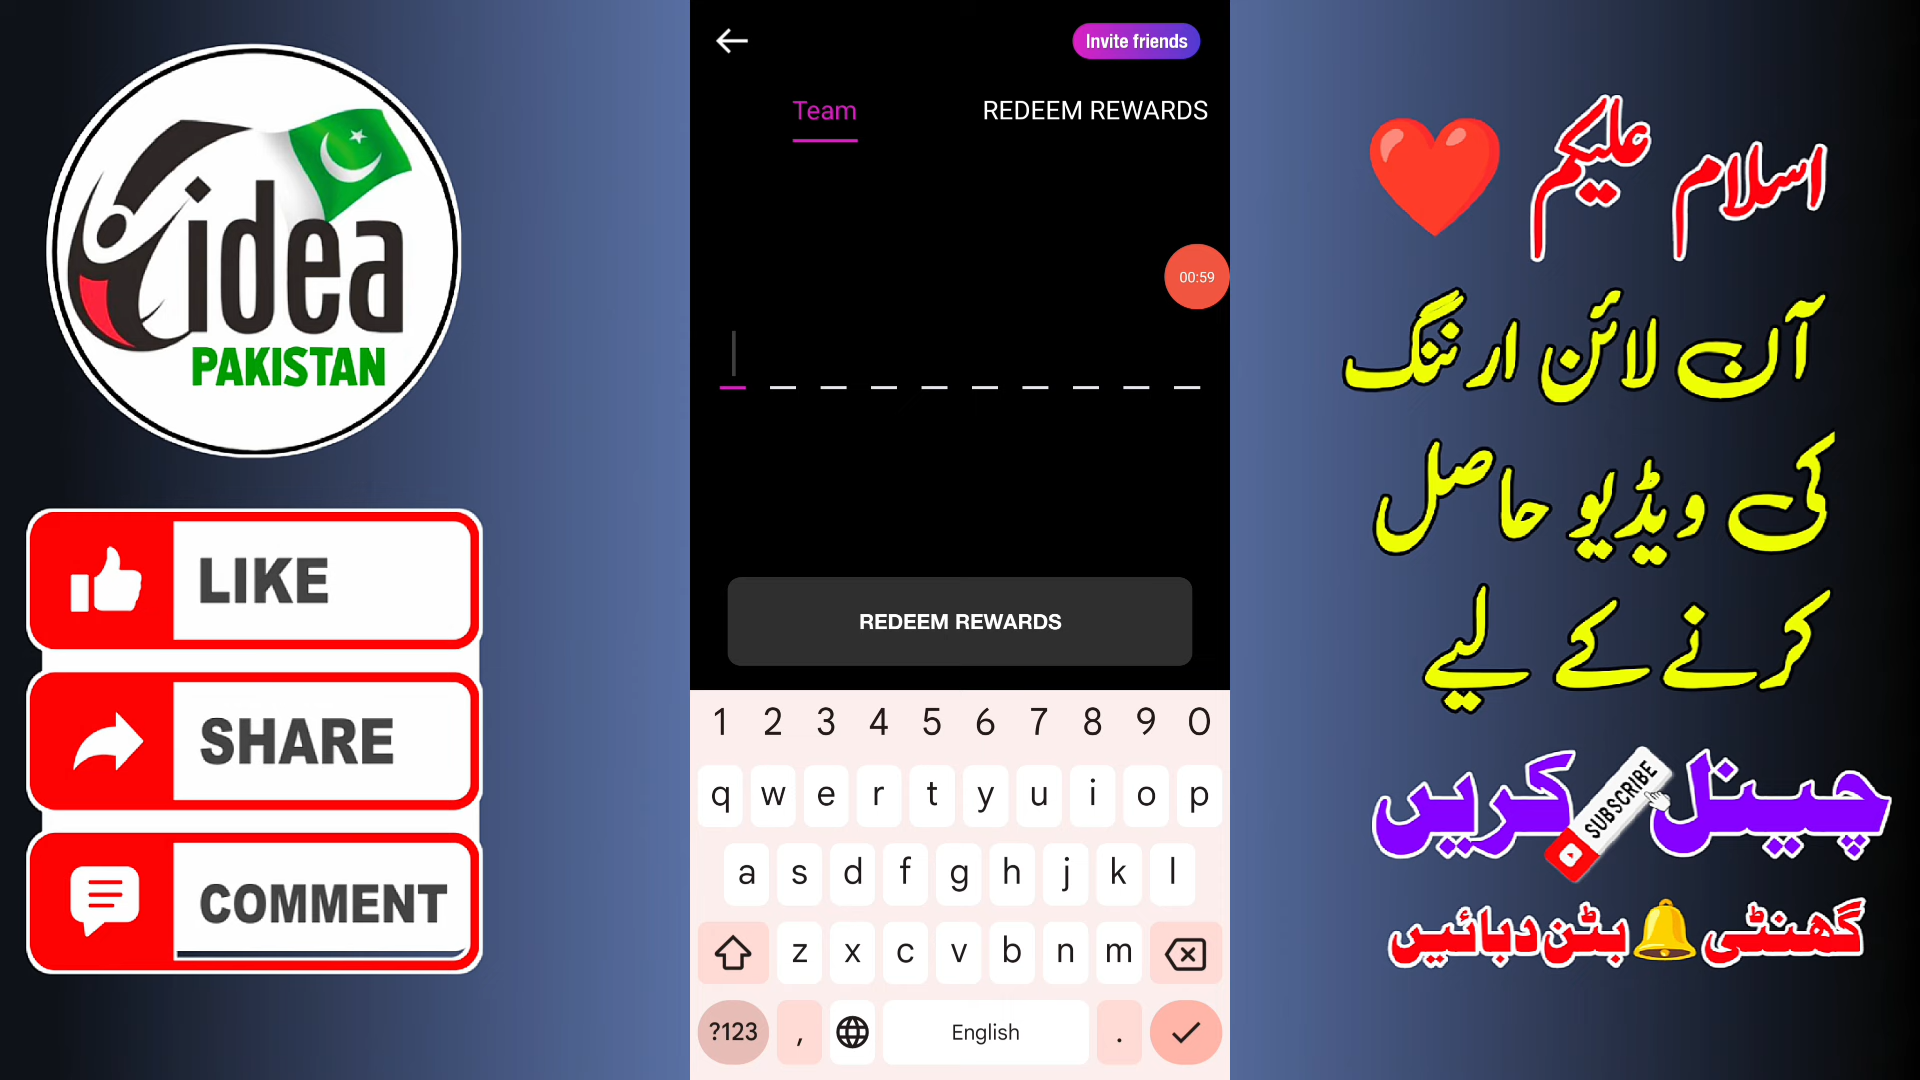 idea
PAKISTAN
LIKE
SHARE
COMMENT
Invite friends
Team
REDEEM REWARDS
00:59
REDEEM REWARDS
1 2 3 4 5 6 7 8 9 0
q w e r t y u i o p
a s d f g h j k l
z x c v b n m
?123 , English .
اسلام علیکم
آن لائن ارننگ
کی ویڈیو حاصل
کرنے کے لیے
چینل SUBSCRIBE کریں
گھنٹی بٹن دبائیں